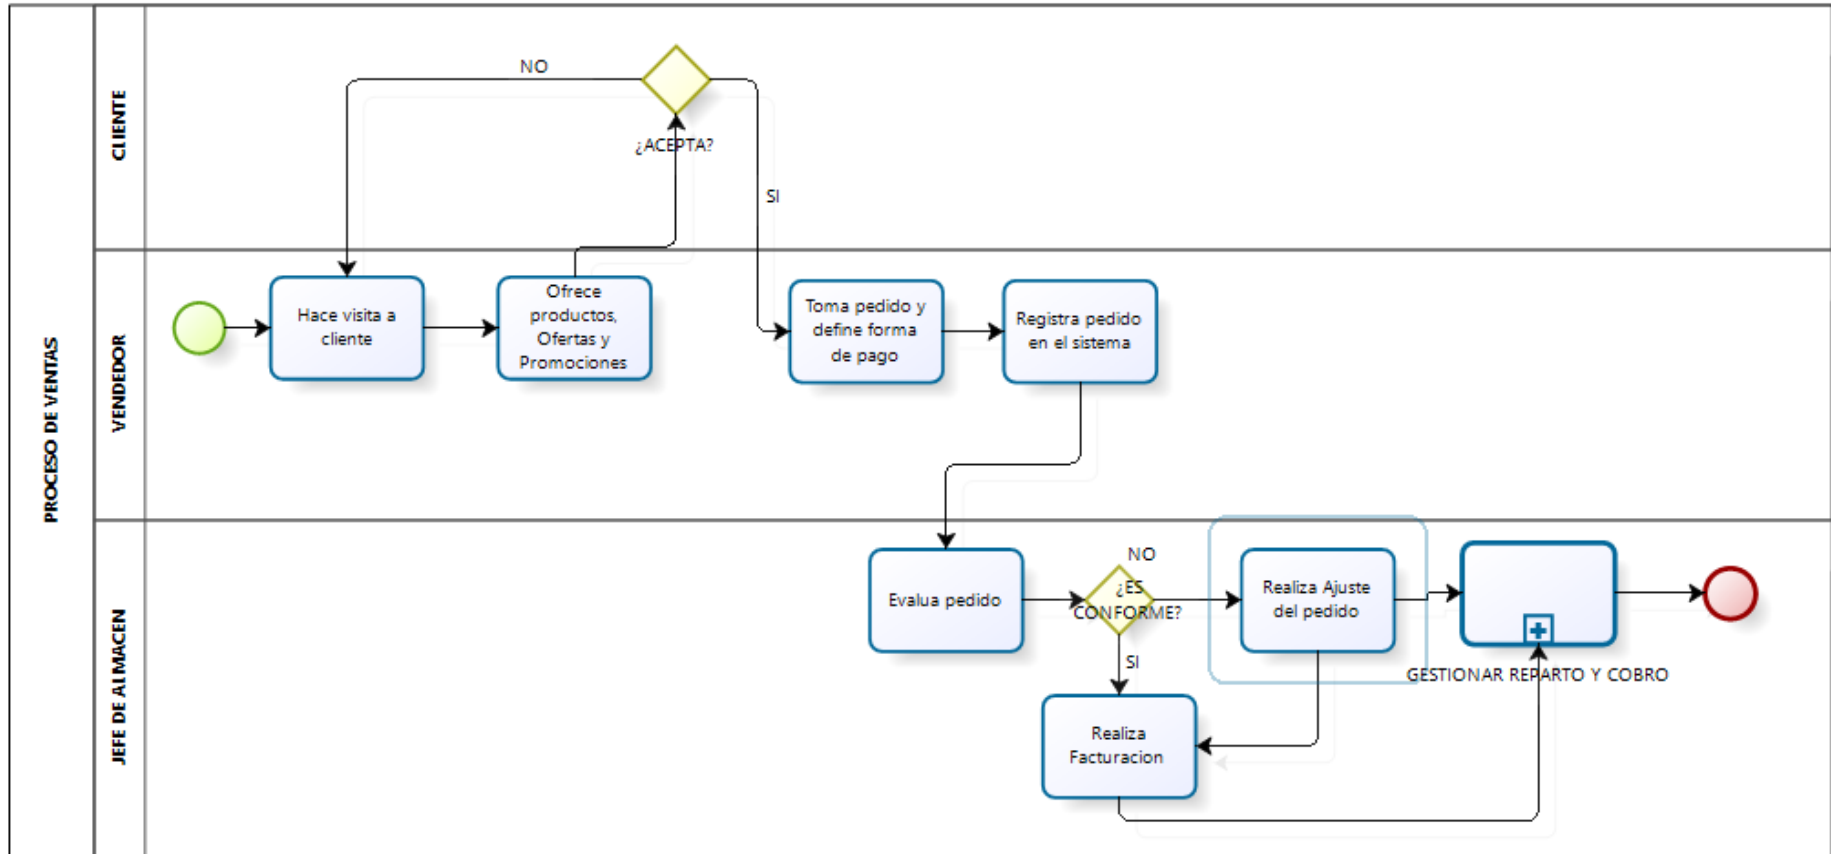 PROCESO DE VENTAS
CLIENTE
NO
¿ACEPTA?
SI
VENDEDOR
Hace visita a
cliente
Ofrece
productos,
Ofertas y
Promociones
Toma pedido y
define forma
de pago
Registra pedido
en el sistema
JEFE DE ALMACEN
Evalua pedido
NO
¿ES
CONFORME?
SI
Realiza Ajuste
del pedido
GESTIONAR REPARTO Y COBRO
Realiza
Facturacion